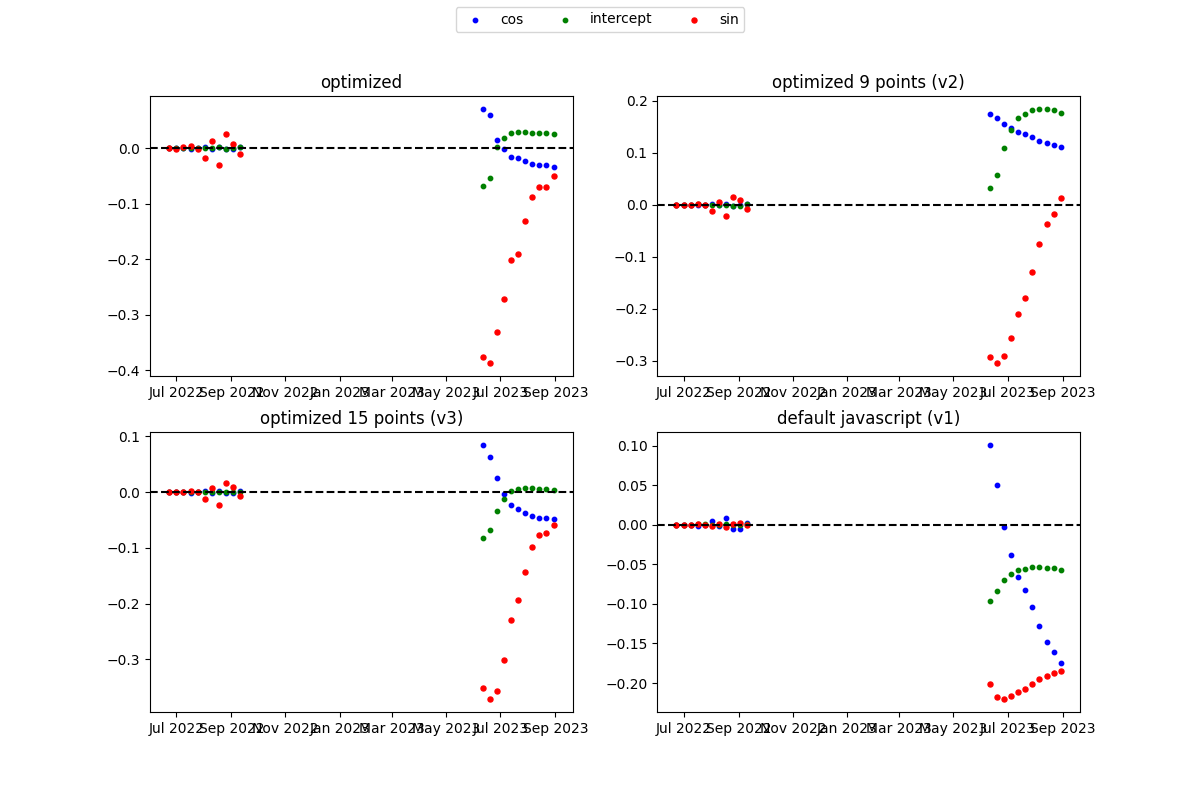 cos intercept sin
optimized
0.0
−0.1
−0.2
−0.3
−0.4
Jul 2022 Sep 2022 Nov 2022 Jan 2023 Mar 2023 May 2023 Jul 2023 Sep 2023
optimized 9 points (v2)
0.2
0.1
0.0
−0.1
−0.2
−0.3
Jul 2022 Sep 2022 Nov 2022 Jan 2023 Mar 2023 May 2023 Jul 2023 Sep 2023
optimized 15 points (v3)
0.1
0.0
−0.1
−0.2
−0.3
Jul 2022 Sep 2022 Nov 2022 Jan 2023 Mar 2023 May 2023 Jul 2023 Sep 2023
default javascript (v1)
0.10
0.05
0.00
−0.05
−0.10
−0.15
−0.20
Jul 2022 Sep 2022 Nov 2022 Jan 2023 Mar 2023 May 2023 Jul 2023 Sep 2023